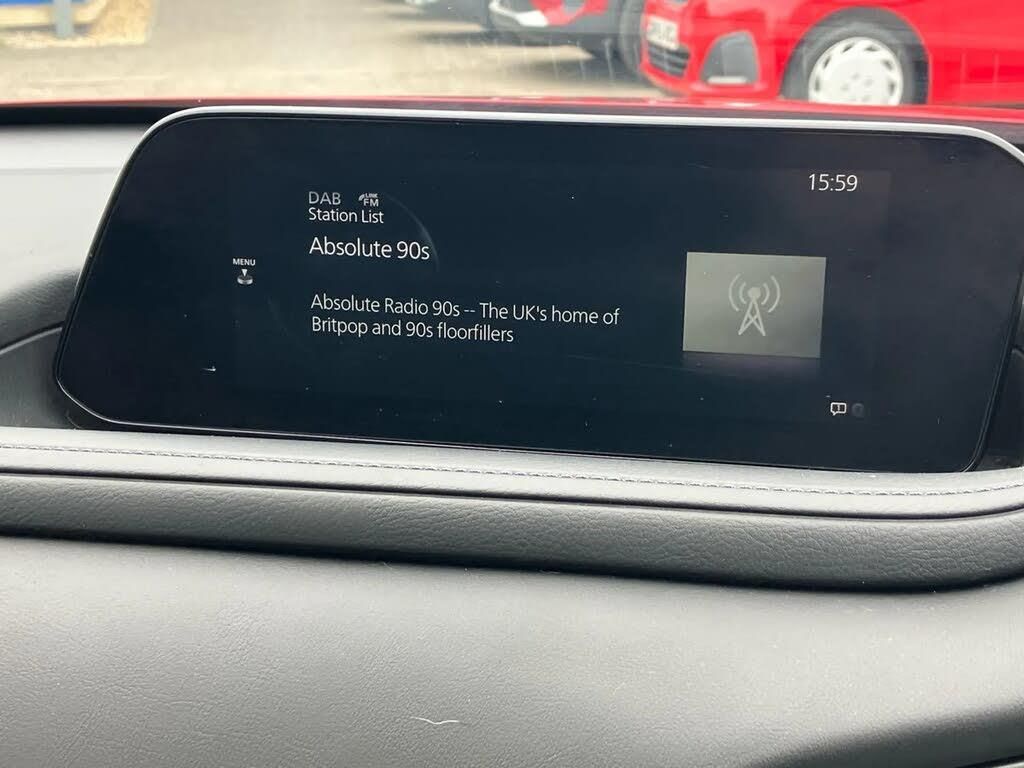 15:59
DAB LINK FM
Station List
Absolute 90s
MENU
Absolute Radio 90s -- The UK's home of
Britpop and 90s floorfillers